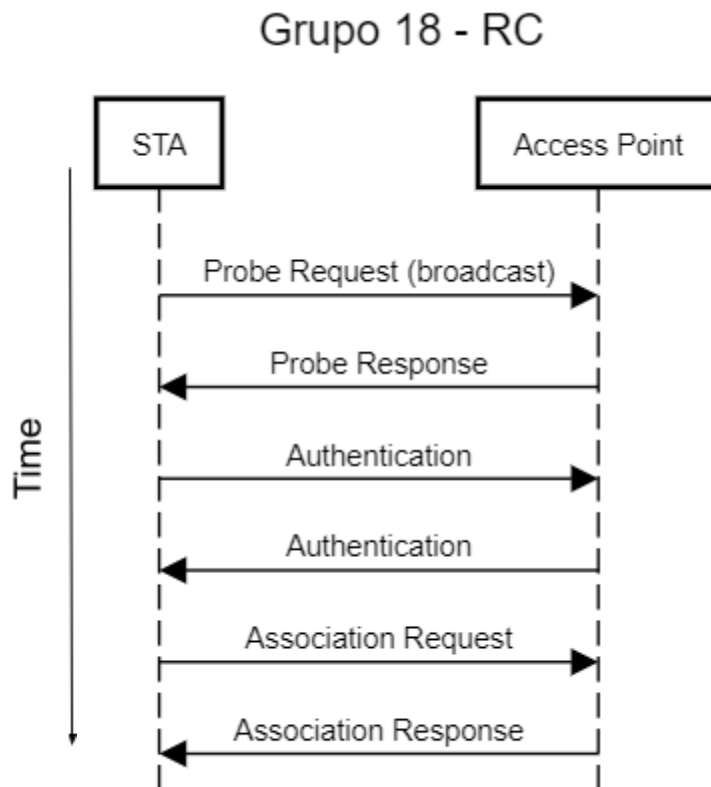 Grupo 18 - RC
STA
Access Point
Time
Probe Request (broadcast)
Probe Response
Authentication
Authentication
Association Request
Association Response